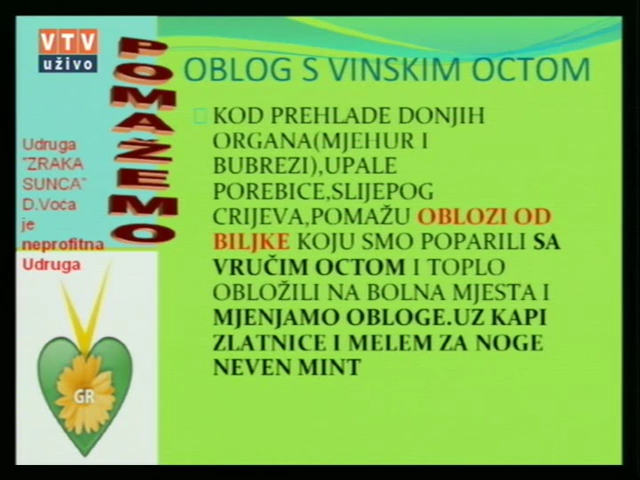 VTV
uživo
POMAŽEMO
Udruga
"ZRAKA
SUNCA"
D.Voća
je
neprofitna
Udruga
GR
OBLOG S VINSKIM OCTOM
KOD PREHLADE DONJIH
ORGANA(MJEHUR I
BUBREZI),UPALE
POREBICE,SLIJEPOG
CRIJEVA,POMAŽU OBLOZI OD
BILJKE KOJU SMO POPARILI SA
VRUČIM OCTOM I TOPLO
OBLOŽILI NA BOLNA MJESTA I
MJENJAMO OBLOGE.UZ KAPI
ZLATNICE I MELEM ZA NOGE
NEVEN MINT